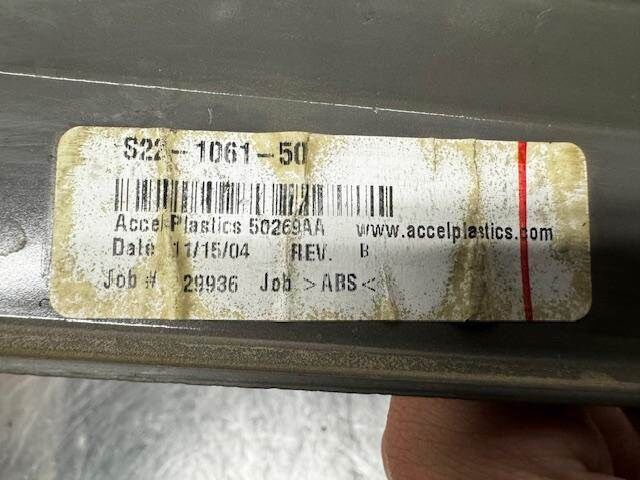 S22-1061-50
Accel Plastics 50269AA www.accelplastics.com
Date 11/15/04 REV. B
Job # 29936 Job >ABS<